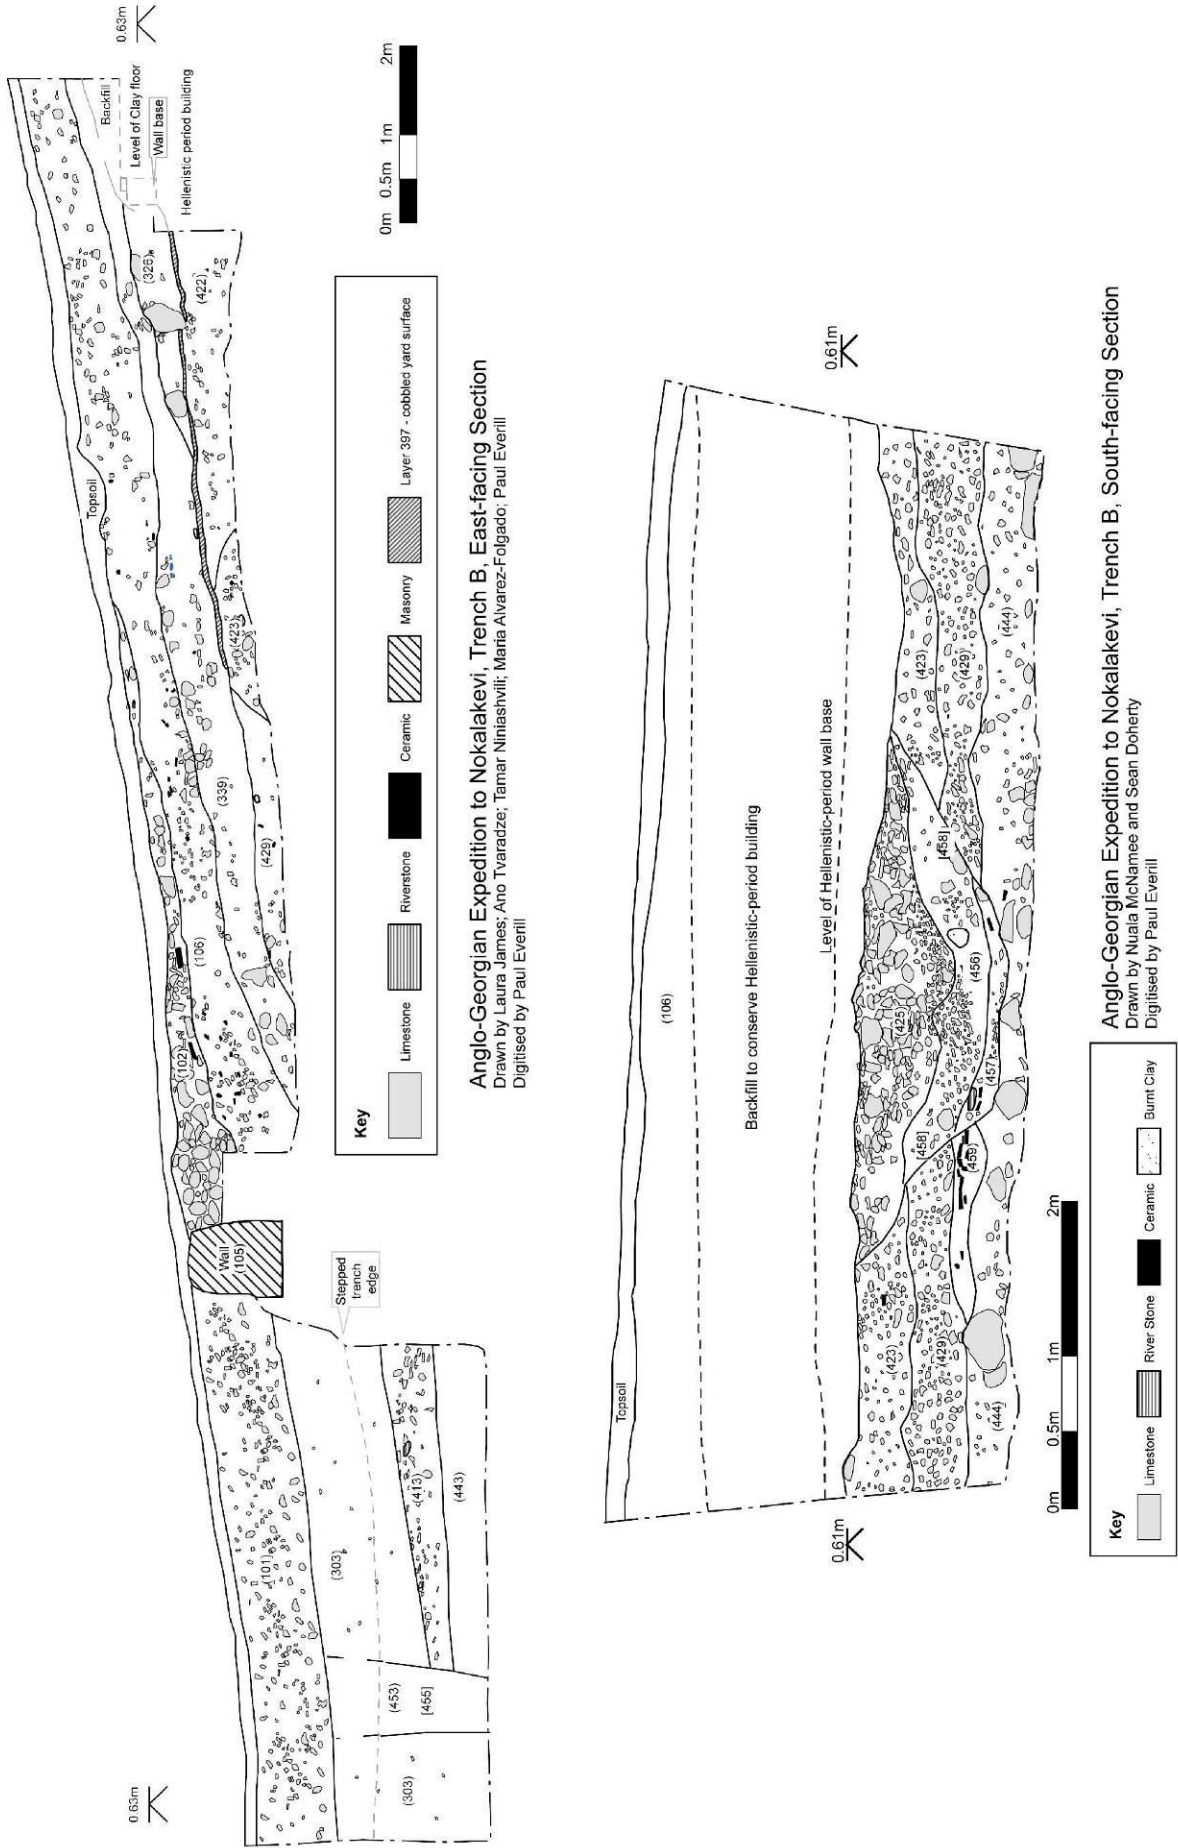 0.63m
0.63m
Topsoil
Backfill
Level of Clay floor
Wall base
Hellenistic period building
(326)
(422)
(423)
(339)
(429)
(106)
(102)
Wall
(105)
Stepped
trench
edge
(101)
(303)
(413)
(443)
(453)
[455]
(303)
0m 0.5m 1m 2m
Key
Limestone
Riverstone
Ceramic
Masonry
Layer 397 - cobbled yard surface
Anglo-Georgian Expedition to Nokalakevi, Trench B, East-facing Section
Drawn by Laura James; Ano Tvaradze; Tamar Niniashvili; Maria Alvarez-Folgado; Paul Everill
Digitised by Paul Everill
0.61m
0.61m
Topsoil
(106)
Backfill to conserve Hellenistic-period building
Level of Hellenistic-period wall base
(423)
(429)
(444)
[458]
(425)
(456)
(457)
[458]
(459)
(423)
(429)
(444)
0m 0.5m 1m 2m
Key
Limestone
River Stone
Ceramic
Burnt Clay
Anglo-Georgian Expedition to Nokalakevi, Trench B, South-facing Section
Drawn by Nuala McNamee and Sean Doherty
Digitised by Paul Everill